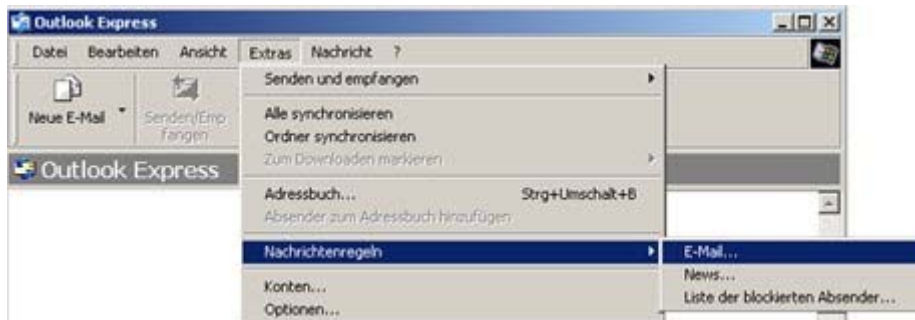 Outlook Express
Datei Bearbeiten Ansicht Extras Nachricht ?
Neue E-Mail
Senden/Emp
fangen
Outlook Express
Senden und empfangen
Alle synchronisieren
Ordner synchronisieren
Zum Downloaden markieren
Adressbuch... Strg+Umschalt+B
Absender zum Adressbuch hinzufügen
Nachrichtenregeln
Konten...
Optionen...
E-Mail...
News...
Liste der blockierten Absender...